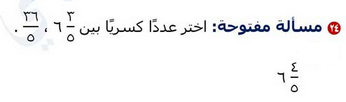 ٢٤ مسألة مفتوحة: اختر عددًا كسريًا بين ٦ ٣/٥ ، ٣٦/٥ .
٦ ٤/٥